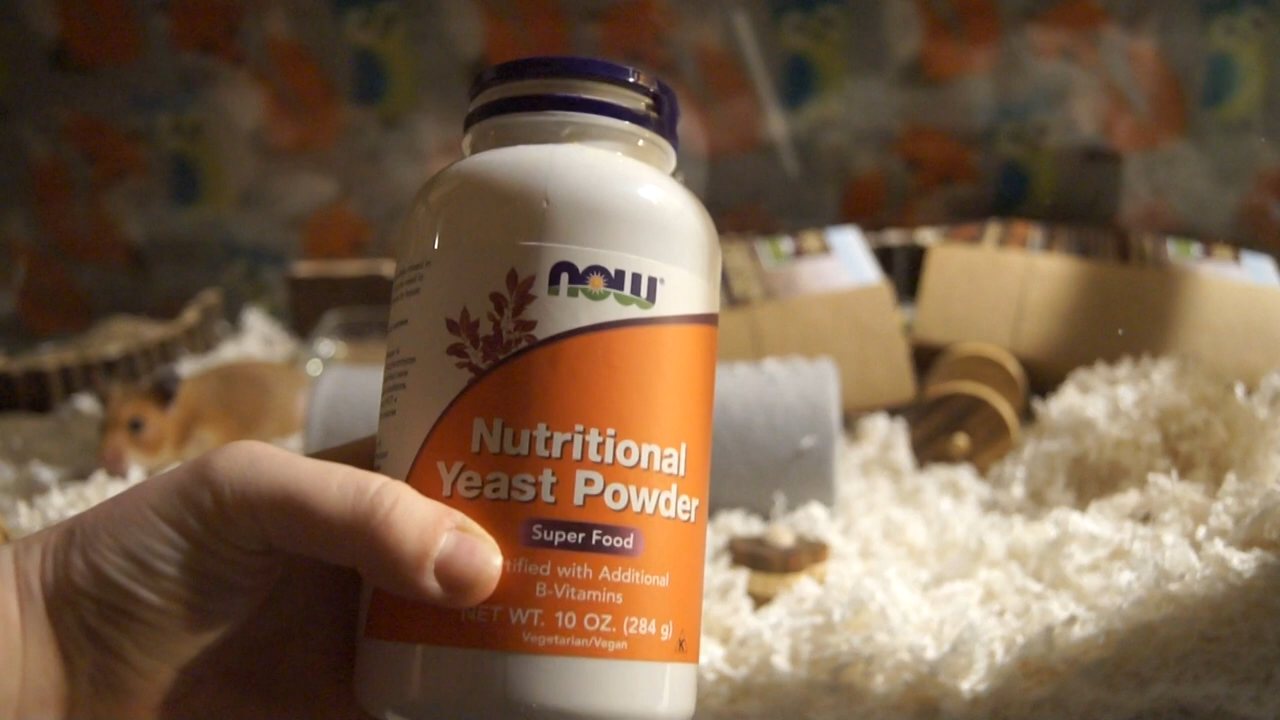 now
Nutritional
Yeast Powder
Super Food
tified with Additional
B-Vitamins
NET WT. 10 OZ. (284 g)
Vegetarian/Vegan
K